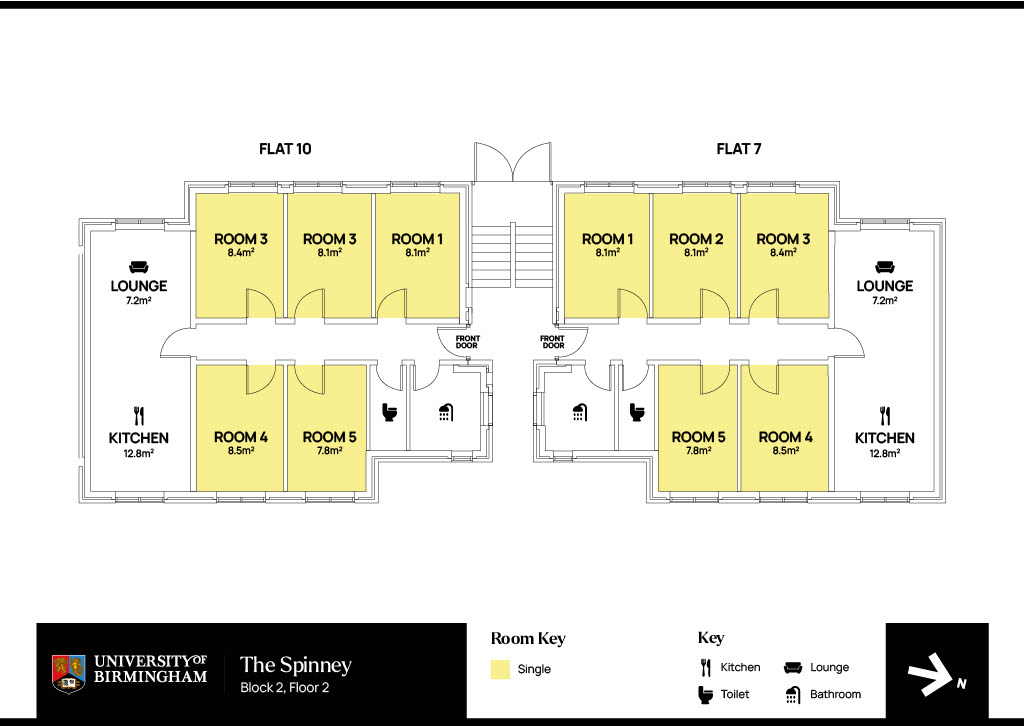 FLAT 10
FLAT 7
ROOM 3
8.4m²
ROOM 3
8.1m²
ROOM 1
8.1m²
ROOM 1
8.1m²
ROOM 2
8.1m²
ROOM 3
8.4m²
LOUNGE
7.2m²
LOUNGE
7.2m²
FRONT
DOOR
FRONT
DOOR
KITCHEN
12.8m²
ROOM 4
8.5m²
ROOM 5
7.8m²
ROOM 5
7.8m²
ROOM 4
8.5m²
KITCHEN
12.8m²
UNIVERSITY OF
BIRMINGHAM
The Spinney
Block 2, Floor 2
Room Key
Single
Key
Kitchen
Lounge
Toilet
Bathroom
N